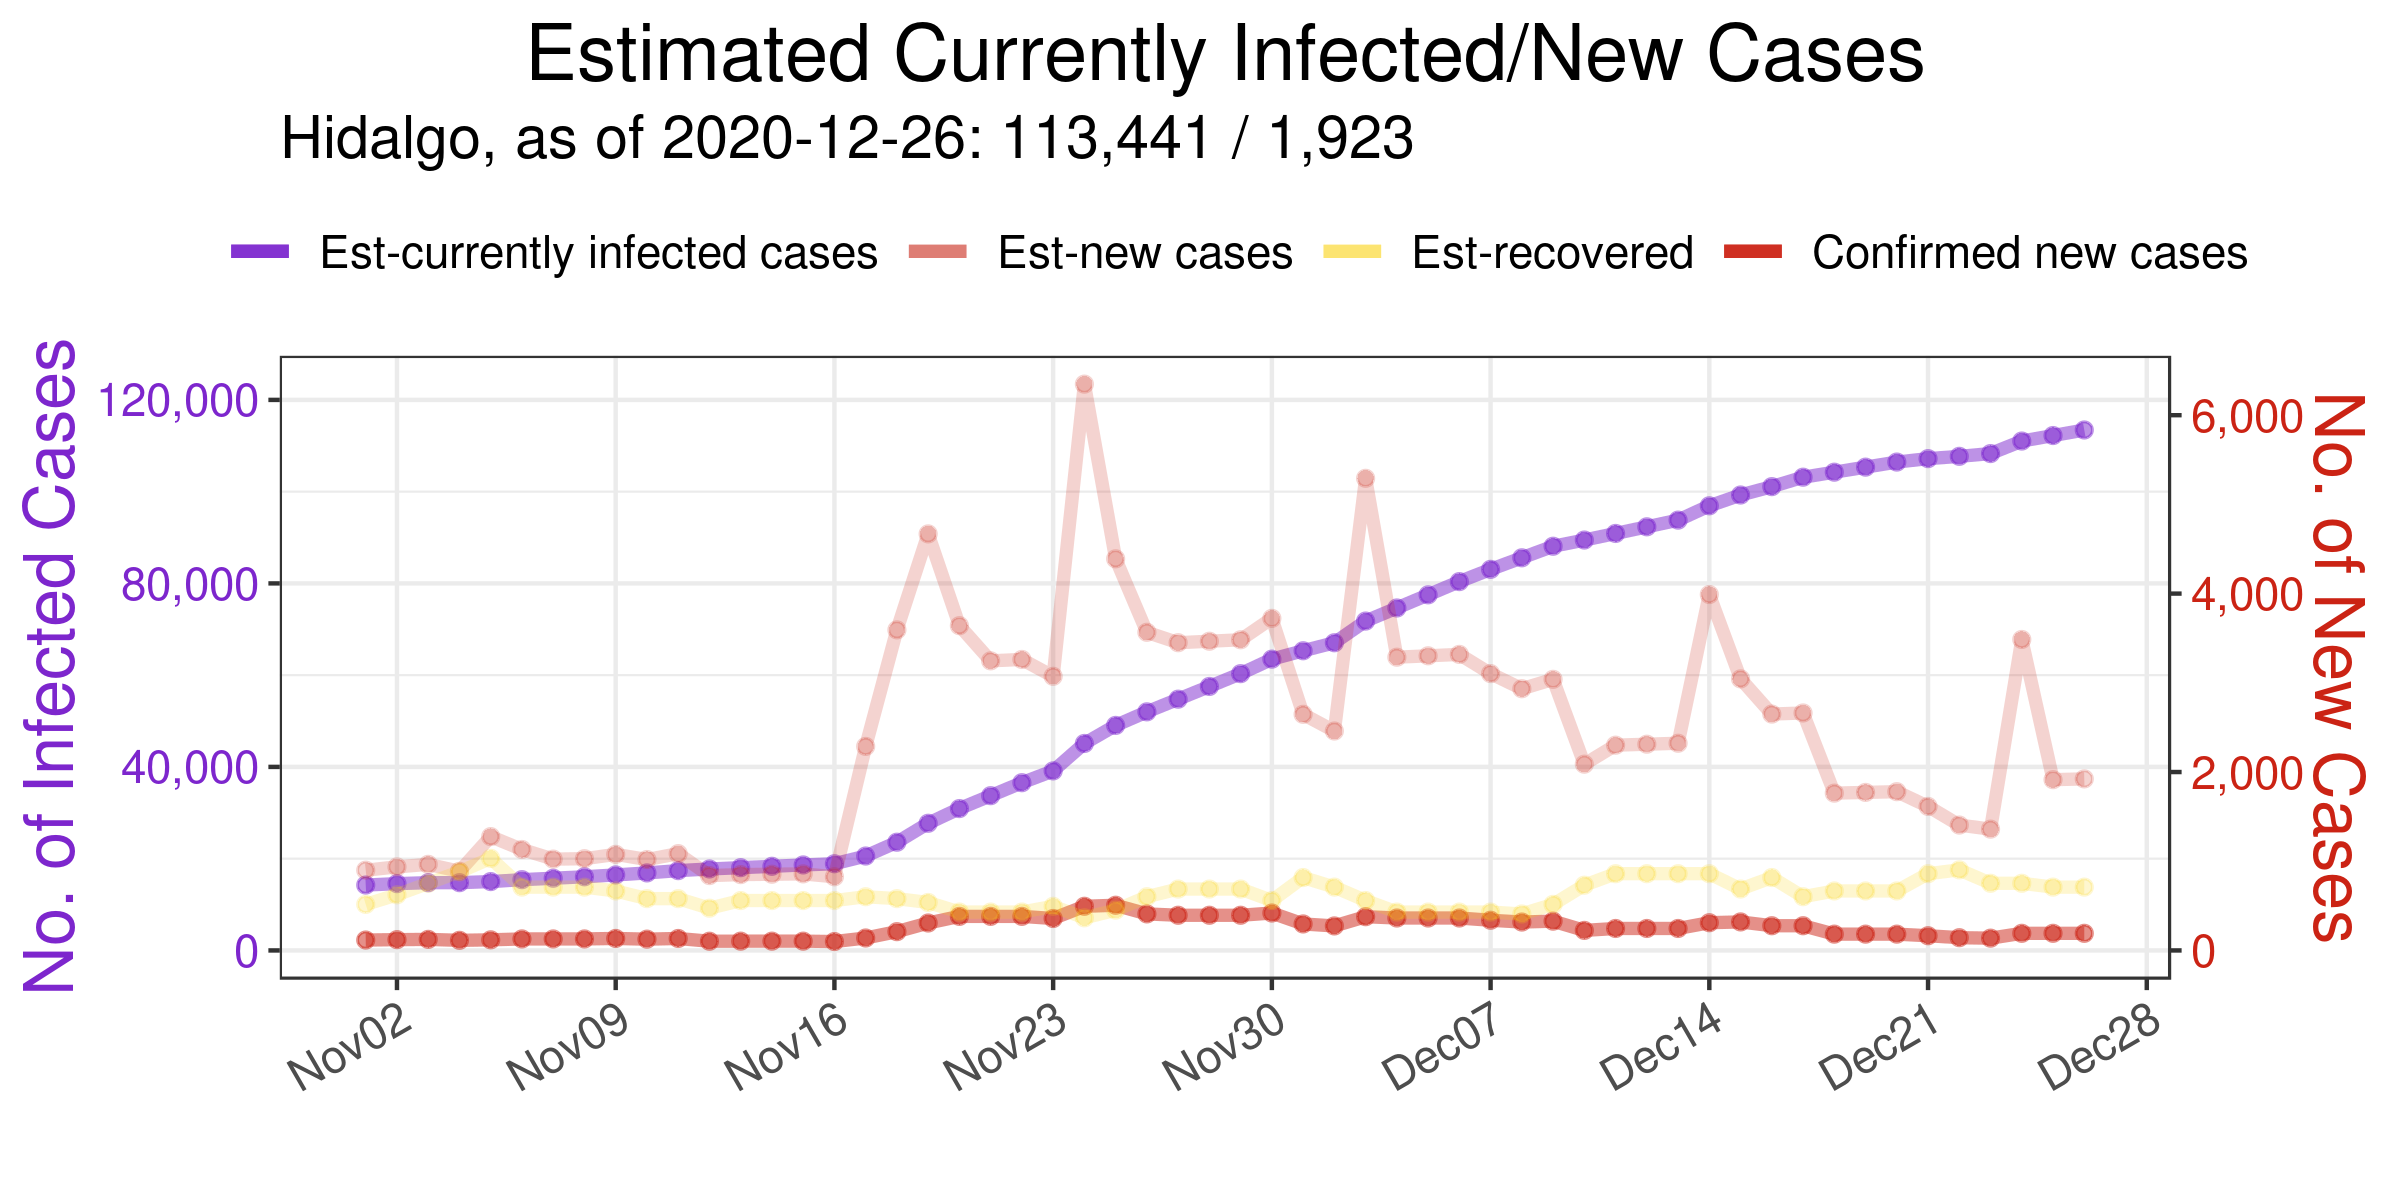 Estimated Currently Infected/New Cases
Hidalgo, as of 2020-12-26: 113,441 / 1,923
Est-currently infected cases Est-new cases Est-recovered Confirmed new cases
No. of Infected Cases
120,000
80,000
40,000
0
6,000
4,000
2,000
0
No. of New Cases
Nov02 Nov09 Nov16 Nov23 Nov30 Dec07 Dec14 Dec21 Dec28